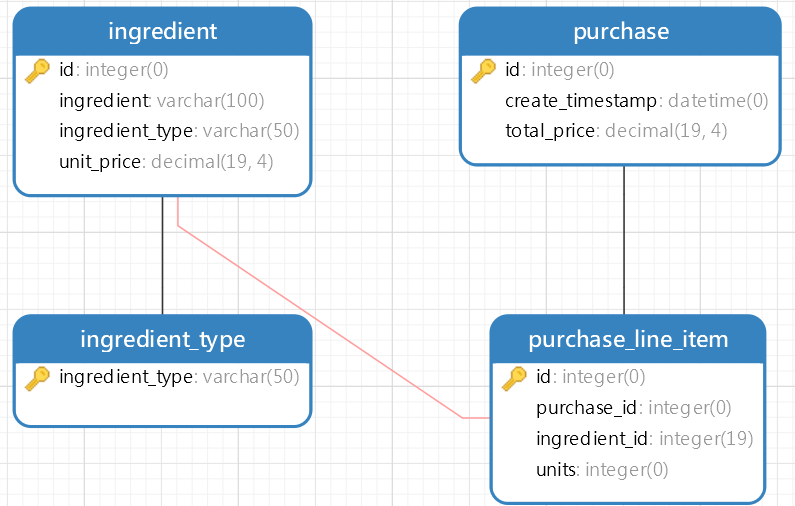 ingredient
id: integer(0)
ingredient: varchar(100)
ingredient_type: varchar(50)
unit_price: decimal(19, 4)
purchase
id: integer(0)
create_timestamp: datetime(0)
total_price: decimal(19, 4)
ingredient_type
ingredient_type: varchar(50)
purchase_line_item
id: integer(0)
purchase_id: integer(0)
ingredient_id: integer(19)
units: integer(0)